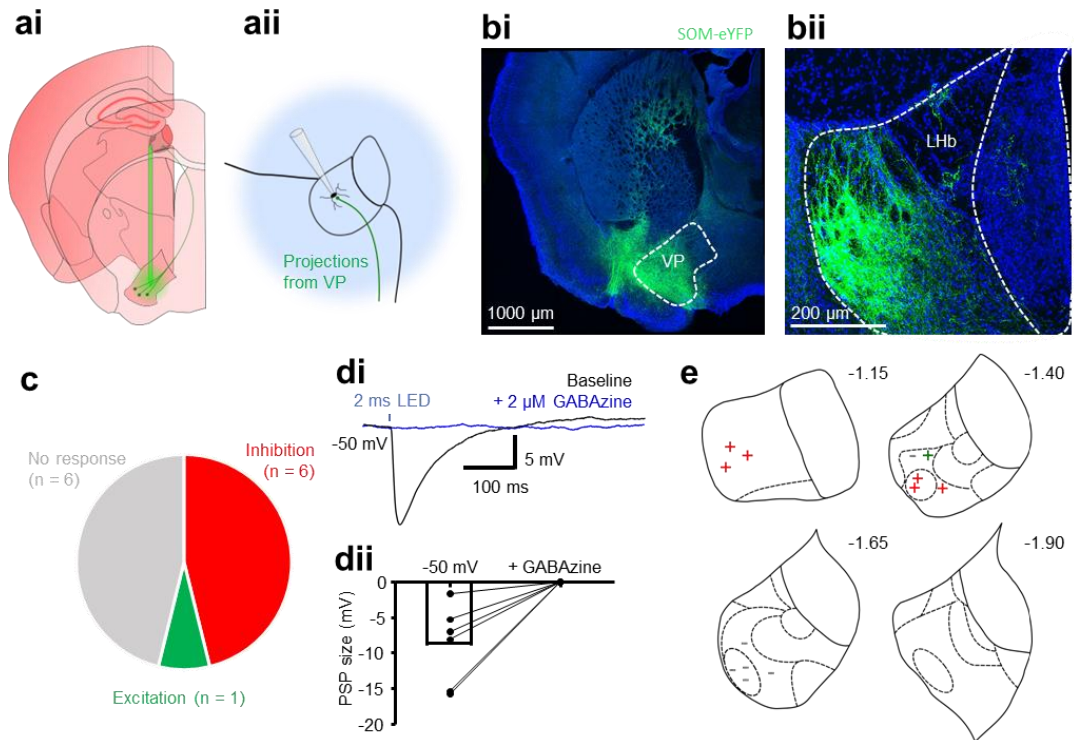 ai
aii
Projections
from VP
bi
SOM-eYFP
VP
1000 µm
bii
LHb
200 µm
c
No response
(n = 6)
Inhibition
(n = 6)
Excitation (n = 1)
di
Baseline
2 ms LED
+ 2 µM GABAzine
-50 mV
5 mV
100 ms
dii
-50 mV
+ GABAzine
PSP size (mV)
0
-5
-10
-15
-20
e
-1.15
-1.40
-1.65
-1.90